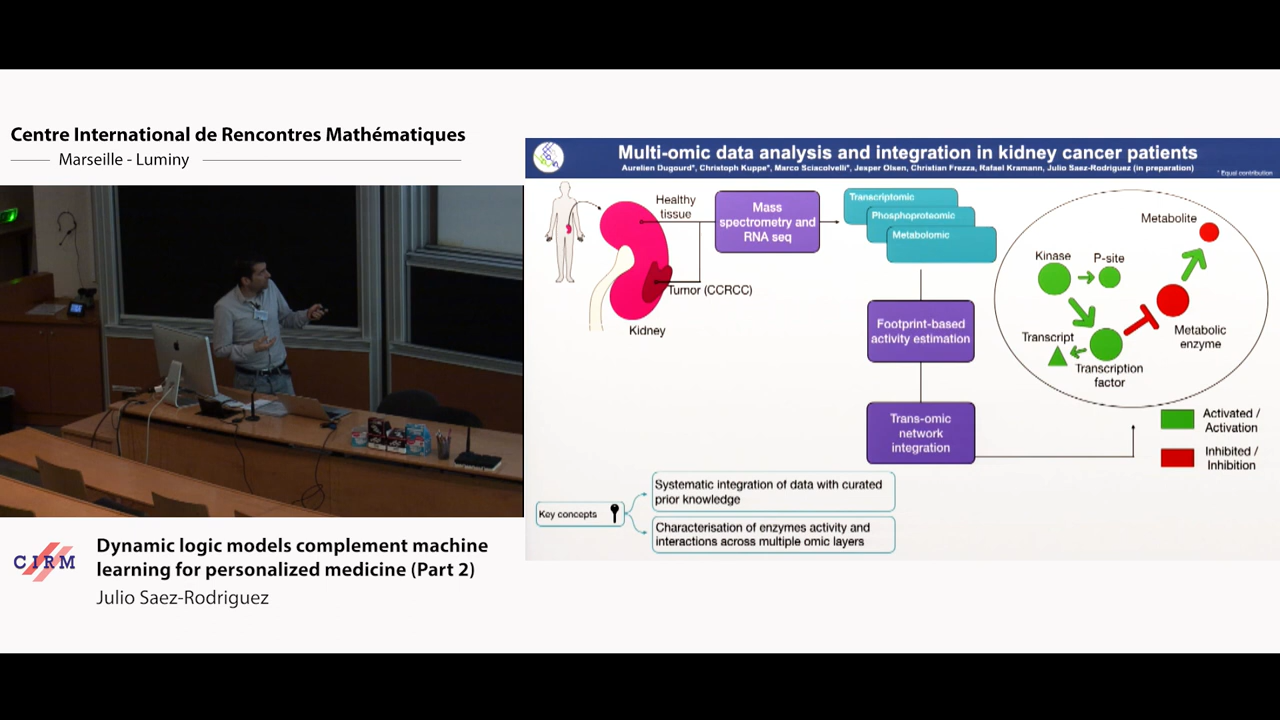 Centre International de Rencontres Mathématiques
Marseille - Luminy
Multi-omic data analysis and integration in kidney cancer patients
Aurelien Dugourd*, Christoph Kuppe*, Marco Sciacolvelli*, Jesper Olsen, Christian Frezza, Rafael Kramann, Julio Saez-Rodriguez (in preparation)
* Equal contribution
Healthy
tissue
Tumor (CCRCC)
Kidney
Mass
spectrometry and
RNA seq
Transcriptomic
Phosphoproteomic
Metabolomic
Footprint-based
activity estimation
Trans-omic
network
integration
Metabolite
Kinase
P-site
Transcript
Transcription
factor
Metabolic
enzyme
Activated /
Activation
Inhibited /
Inhibition
Key concepts
Systematic integration of data with curated
prior knowledge
Characterisation of enzymes activity and
interactions across multiple omic layers
CIRM
Dynamic logic models complement machine
learning for personalized medicine (Part 2)
Julio Saez-Rodriguez